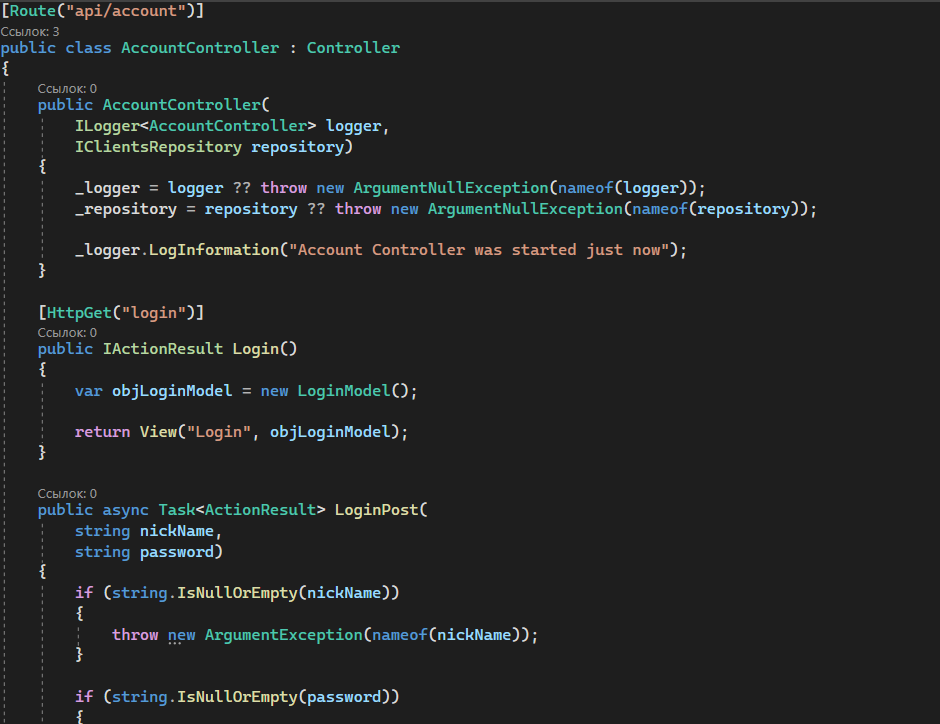 [Route("api/account")]
Ссылок: 3
public class AccountController : Controller
{
Ссылок: 0
public AccountController(
ILogger<AccountController> logger,
IClientsRepository repository)
{
_logger = logger ?? throw new ArgumentNullException(nameof(logger));
_repository = repository ?? throw new ArgumentNullException(nameof(repository));
_logger.LogInformation("Account Controller was started just now");
}
[HttpGet("login")]
Ссылок: 0
public IActionResult Login()
{
var objLoginModel = new LoginModel();
return View("Login", objLoginModel);
}
Ссылок: 0
public async Task<ActionResult> LoginPost(
string nickName,
string password)
{
if (string.IsNullOrEmpty(nickName))
{
throw new ArgumentException(nameof(nickName));
}
if (string.IsNullOrEmpty(password))
{